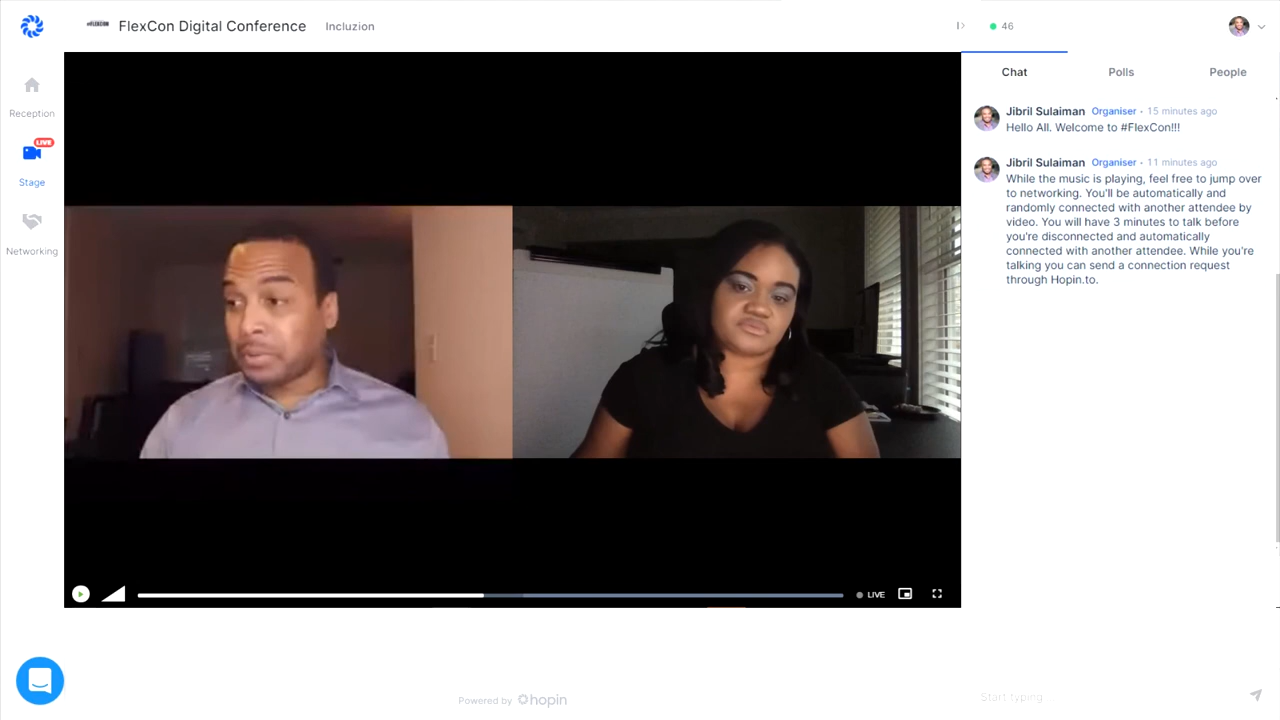 #FLEXCON FlexCon Digital Conference Incluzion
46
Reception
LIVE
Stage
Networking
Chat Polls People
Jibril Sulaiman Organiser • 15 minutes ago
Hello All. Welcome to #FlexCon!!!
Jibril Sulaiman Organiser • 11 minutes ago
While the music is playing, feel free to jump over
to networking. You'll be automatically and
randomly connected with another attendee by
video. You will have 3 minutes to talk before
you're disconnected and automatically
connected with another attendee. While you're
talking you can send a connection request
through Hopin.to.
LIVE
Powered by hopin
Start typing...